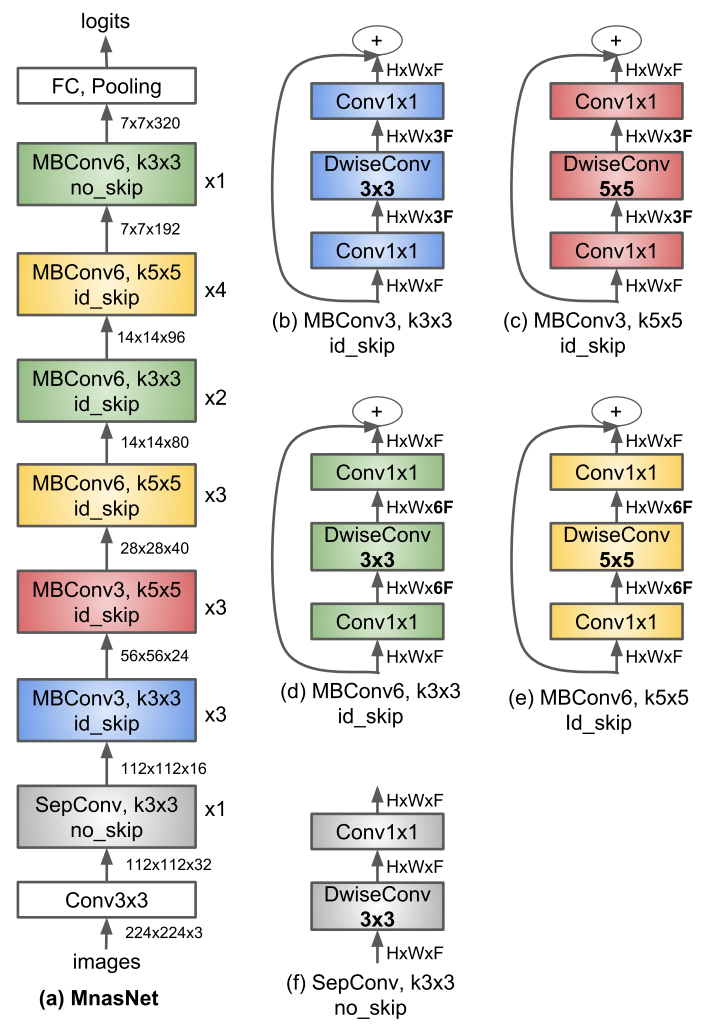 logits
FC, Pooling
7x7x320
MBConv6, k3x3
no_skip
x1
7x7x192
MBConv6, k5x5
id_skip
x4
14x14x96
MBConv6, k3x3
id_skip
x2
14x14x80
MBConv6, k5x5
id_skip
x3
28x28x40
MBConv3, k5x5
id_skip
x3
56x56x24
MBConv3, k3x3
id_skip
x3
112x112x16
SepConv, k3x3
no_skip
x1
112x112x32
Conv3x3
224x224x3
images
(a) MnasNet
+
HxWxF
Conv1x1
HxWx3F
DwiseConv
3x3
HxWx3F
Conv1x1
HxWxF
(b) MBConv3, k3x3
id_skip
+
HxWxF
Conv1x1
HxWx3F
DwiseConv
5x5
HxWx3F
Conv1x1
HxWxF
(c) MBConv3, k5x5
id_skip
+
HxWxF
Conv1x1
HxWx6F
DwiseConv
3x3
HxWx6F
Conv1x1
HxWxF
(d) MBConv6, k3x3
id_skip
+
HxWxF
Conv1x1
HxWx6F
DwiseConv
5x5
HxWx6F
Conv1x1
HxWxF
(e) MBConv6, k5x5
Id_skip
HxWxF
Conv1x1
HxWxF
DwiseConv
3x3
HxWxF
(f) SepConv, k3x3
no_skip